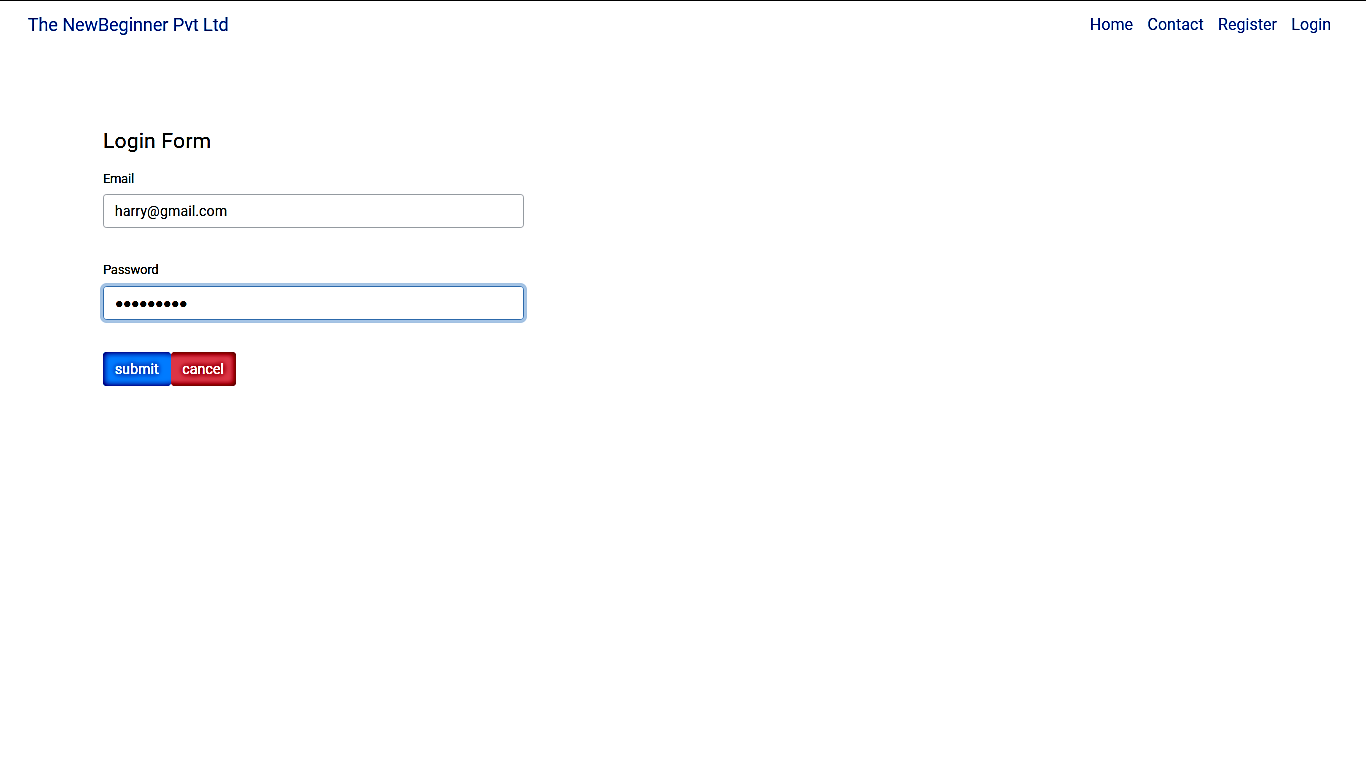 The NewBeginner Pvt Ltd Home Contact Register Login
Login Form
Email
harry@gmail.com
Password
•••••••••
submit cancel